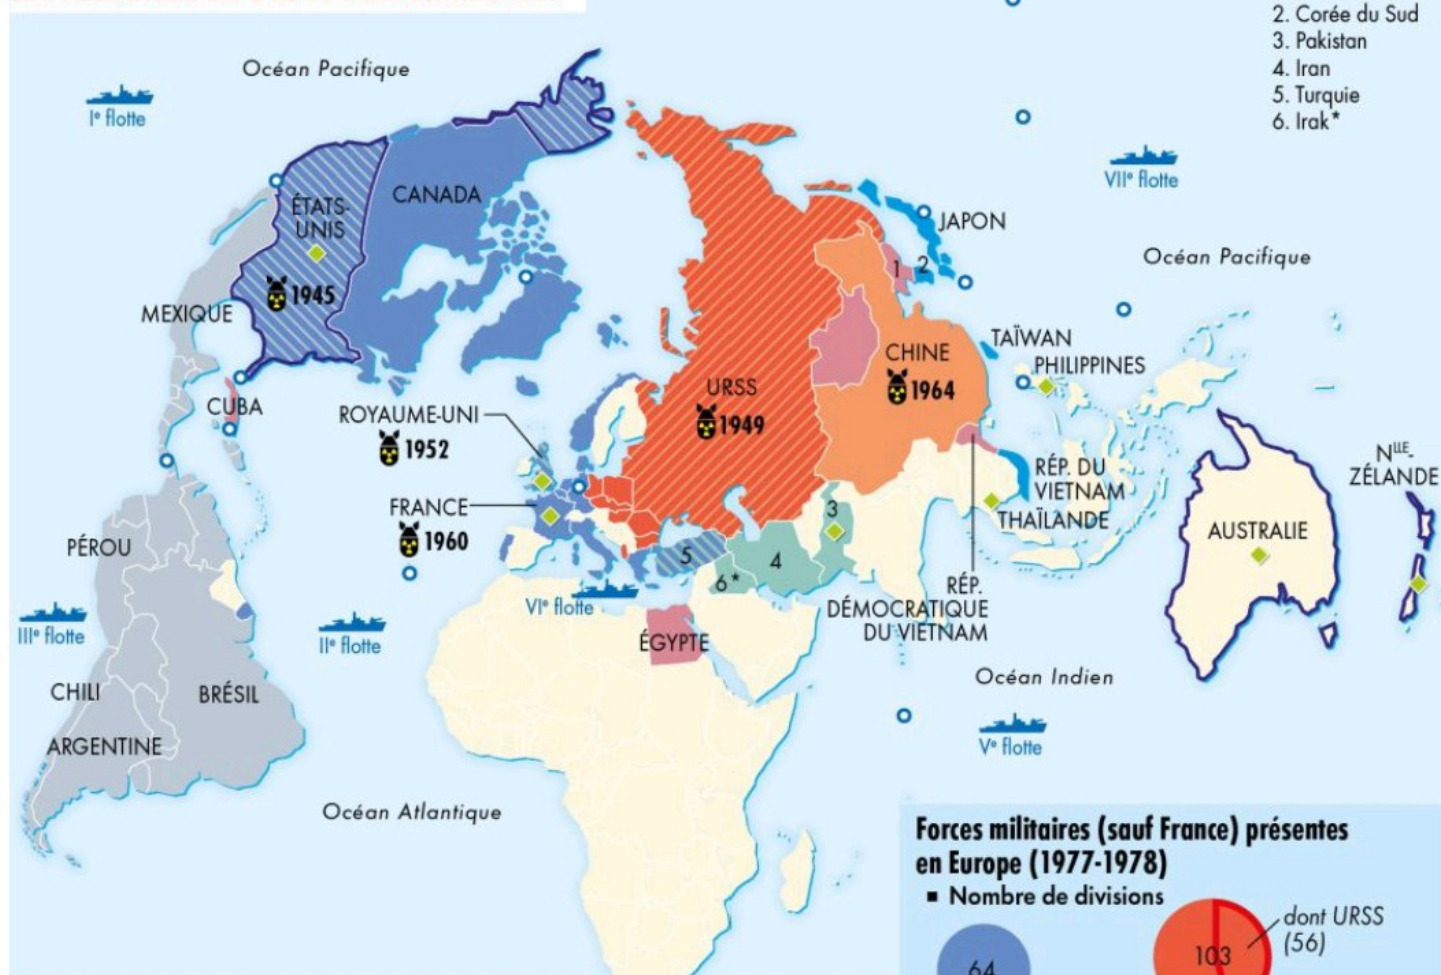 2. Corée du Sud
3. Pakistan
4. Iran
5. Turquie
6. Irak*
Océan Pacifique
Iᵉ flotte
VIIᵉ flotte
CANADA
ÉTATS-
UNIS
JAPON
1
2
Océan Pacifique
1945
MEXIQUE
TAÏWAN
PHILIPPINES
CHINE
1964
URSS
1949
CUBA
ROYAUME-UNI
1952
RÉP. DU
VIETNAM
Nˡˡᴱ-
ZÉLANDE
FRANCE
1960
3
THAÏLANDE
AUSTRALIE
PÉROU
5
4
6*
RÉP.
DÉMOCRATIQUE
DU VIETNAM
VIᵉ flotte
IIIᵉ flotte
IIᵉ flotte
ÉGYPTE
Océan Indien
CHILI
BRÉSIL
Vᵉ flotte
ARGENTINE
Océan Atlantique
Forces militaires (sauf France) présentes
en Europe (1977-1978)
■ Nombre de divisions
dont URSS
(56)
103
64